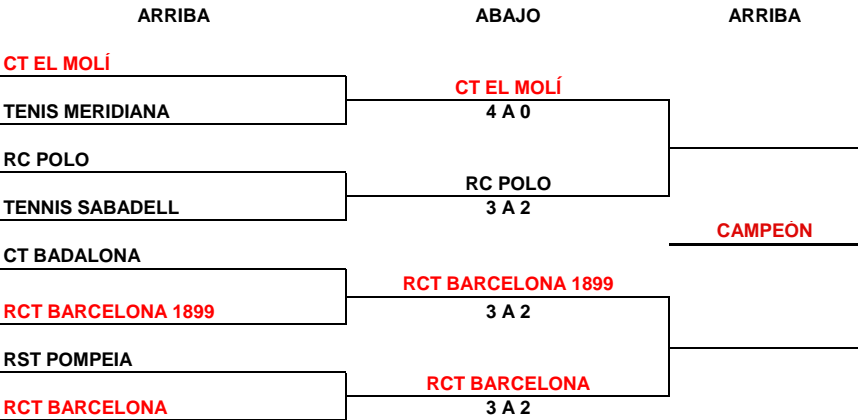 ARRIBA ABAJO ARRIBA
CT EL MOLÍ
CT EL MOLÍ
TENIS MERIDIANA 4 A 0
RC POLO
RC POLO
TENNIS SABADELL 3 A 2
CAMPEÓN
CT BADALONA
RCT BARCELONA 1899
RCT BARCELONA 1899 3 A 2
RST POMPEIA
RCT BARCELONA
RCT BARCELONA 3 A 2